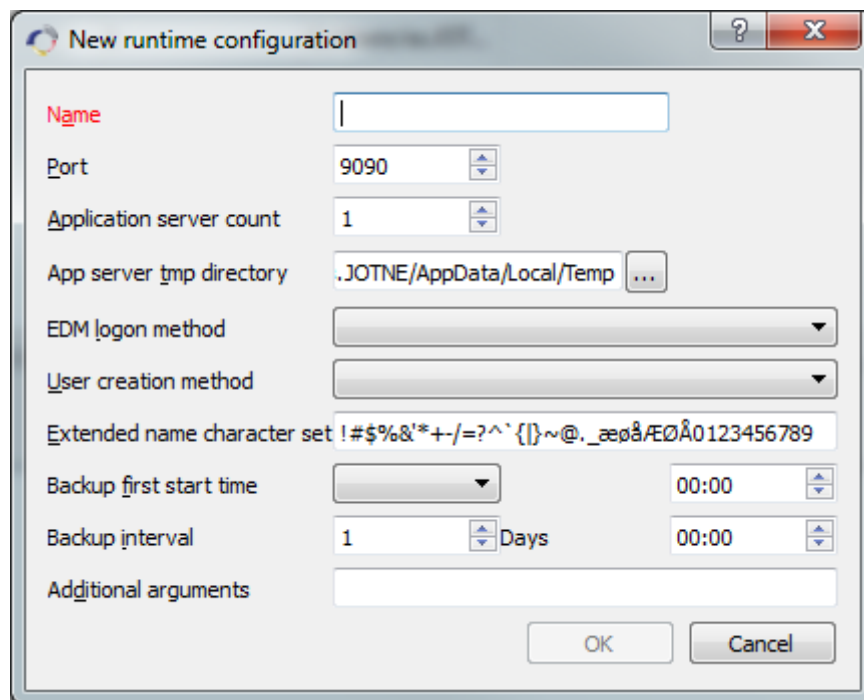 New runtime configuration
Name
Port 9090
Application server count 1
App server tmp directory .JOTNE/AppData/Local/Temp ...
EDM logon method
User creation method
Extended name character set !#$%&'*+-/=?^`{|}~@._æøåÆØÅ0123456789
Backup first start time 00:00
Backup interval 1 Days 00:00
Additional arguments
OK Cancel